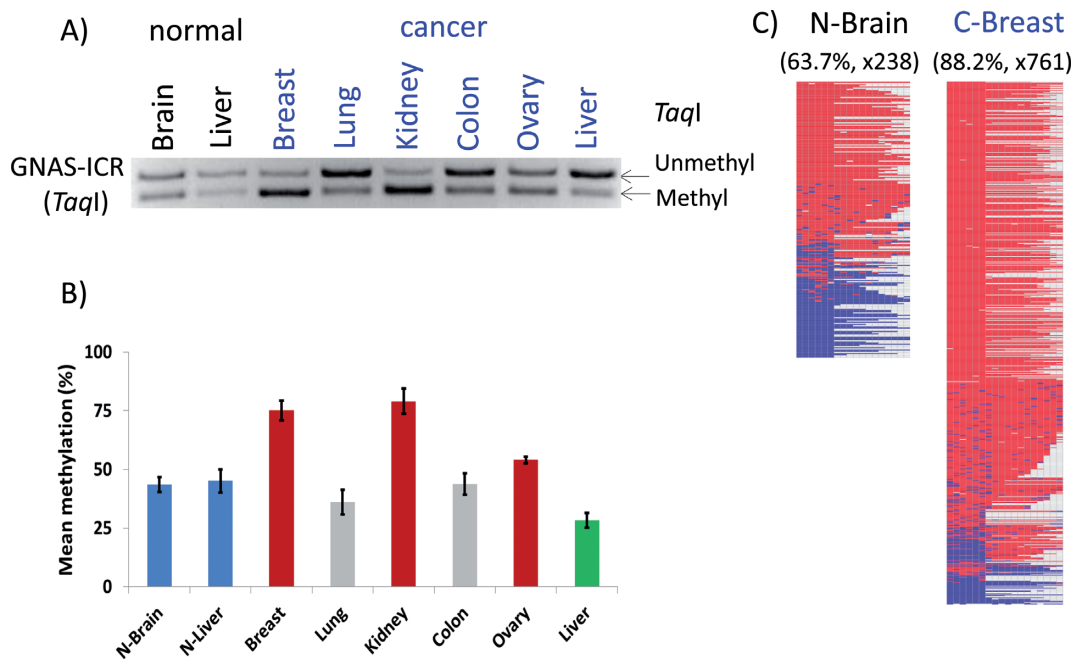 A)
normal
cancer
Brain
Liver
Breast
Lung
Kidney
Colon
Ovary
Liver
TaqI
GNAS-ICR
(TaqI)
Unmethyl
Methyl
B)
Mean methylation (%)
100
75
50
25
0
N-Brain
N-Liver
Breast
Lung
Kidney
Colon
Ovary
Liver
C)
N-Brain
C-Breast
(63.7%, x238)
(88.2%, x761)